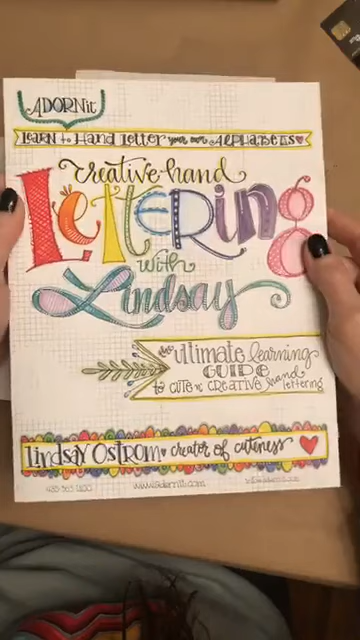 ADORNit
LEARN to HAND LETTER your own ALPHABETS
creative hand
Lettering
with
Lindsay
the ultimate learning
GUIDE
to CUTE n' CREATIVE hand
lettering
Lindsay Ostrom creator of cuteness
www.adornit.com